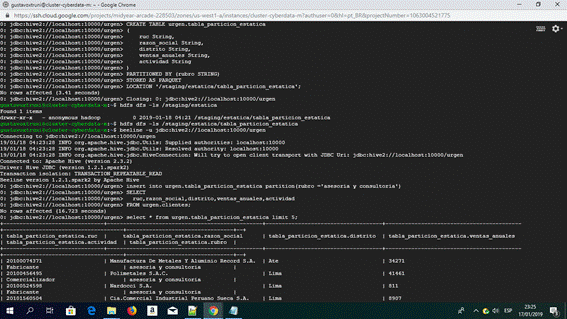 gustavovtruni@cluster-cyberdata-m: ~ - Google Chrome
https://ssh.cloud.google.com/projects/midyear-arcade-228503/zones/us-west1-a/instances/cluster-cyberdata-m?authuser=0&hl=pt_BR&projectNumber=1063004521775
0: jdbc:hive2://localhost:10000/urgen> CREATE TABLE urgen.tabla_particion_estatica
0: jdbc:hive2://localhost:10000/urgen> (
0: jdbc:hive2://localhost:10000/urgen> ruc String,
0: jdbc:hive2://localhost:10000/urgen> razon_social String,
0: jdbc:hive2://localhost:10000/urgen> distrito String,
0: jdbc:hive2://localhost:10000/urgen> ventas_anuales String,
0: jdbc:hive2://localhost:10000/urgen> actividad String
0: jdbc:hive2://localhost:10000/urgen> )
0: jdbc:hive2://localhost:10000/urgen> PARTITIONED BY (rubro STRING)
0: jdbc:hive2://localhost:10000/urgen> STORED AS PARQUET
0: jdbc:hive2://localhost:10000/urgen> LOCATION '/staging/estatica/tabla_particion_estatica';
No rows affected (3.41 seconds)
0: jdbc:hive2://localhost:10000/urgen> Closing: 0: jdbc:hive2://localhost:10000/urgen
hdfs dfs -ls /staging/estatica
Found 1 items
drwxr-xr-x - anonymous hadoop 0 2019-01-18 04:21 /staging/estatica/tabla_particion_estatica
hdfs dfs -ls /staging/estatica/tabla_particion_estatica
beeline -u jdbc:hive2://localhost:10000/urgen
Connecting to jdbc:hive2://localhost:10000/urgen
19/01/18 04:23:28 INFO org.apache.hive.jdbc.Utils: Supplied authorities: localhost:10000
19/01/18 04:23:28 INFO org.apache.hive.jdbc.Utils: Resolved authority: localhost:10000
19/01/18 04:23:28 INFO org.apache.hive.jdbc.HiveConnection: Will try to open client transport with JDBC Uri: jdbc:hive2://localhost:10000/urgen
Connected to: Apache Hive (version 2.3.2)
Driver: Hive JDBC (version 1.2.1.spark2)
Transaction isolation: TRANSACTION_REPEATABLE_READ
Beeline version 1.2.1.spark2 by Apache Hive
0: jdbc:hive2://localhost:10000/urgen> insert into urgen.tabla_particion_estatica partition(rubro ='asesoria y consultoria')
0: jdbc:hive2://localhost:10000/urgen> SELECT
0: jdbc:hive2://localhost:10000/urgen> ruc,razon_social,distrito,ventas_anuales,actividad
0: jdbc:hive2://localhost:10000/urgen> FROM urgen.clientes;
No rows affected (16.723 seconds)
0: jdbc:hive2://localhost:10000/urgen> select * from urgen.tabla_particion_estatica limit 5;
| tabla_particion_estatica.ruc | tabla_particion_estatica.razon_social | tabla_particion_estatica.distrito | tabla_particion_estatica.ventas_anuales
| tabla_particion_estatica.actividad | tabla_particion_estatica.rubro |
| 20100074371 | Manufactura De Metales Y Aluminio Record S.A. | Ate | 34271
| Fabricante | asesoria y consultoria |
| 20100656495 | Polimetales S.A.C. | Lima | 41461
| Comercializador | asesoria y consultoria |
| 20100524598 | Nardocci S.A. | Lima | 811
| Fabricante | asesoria y consultoria |
| 20101560504 | Cia.Comercial Industrial Peruano Sueca S.A. | Lima | 8907
ESP
23:25
17/01/2019